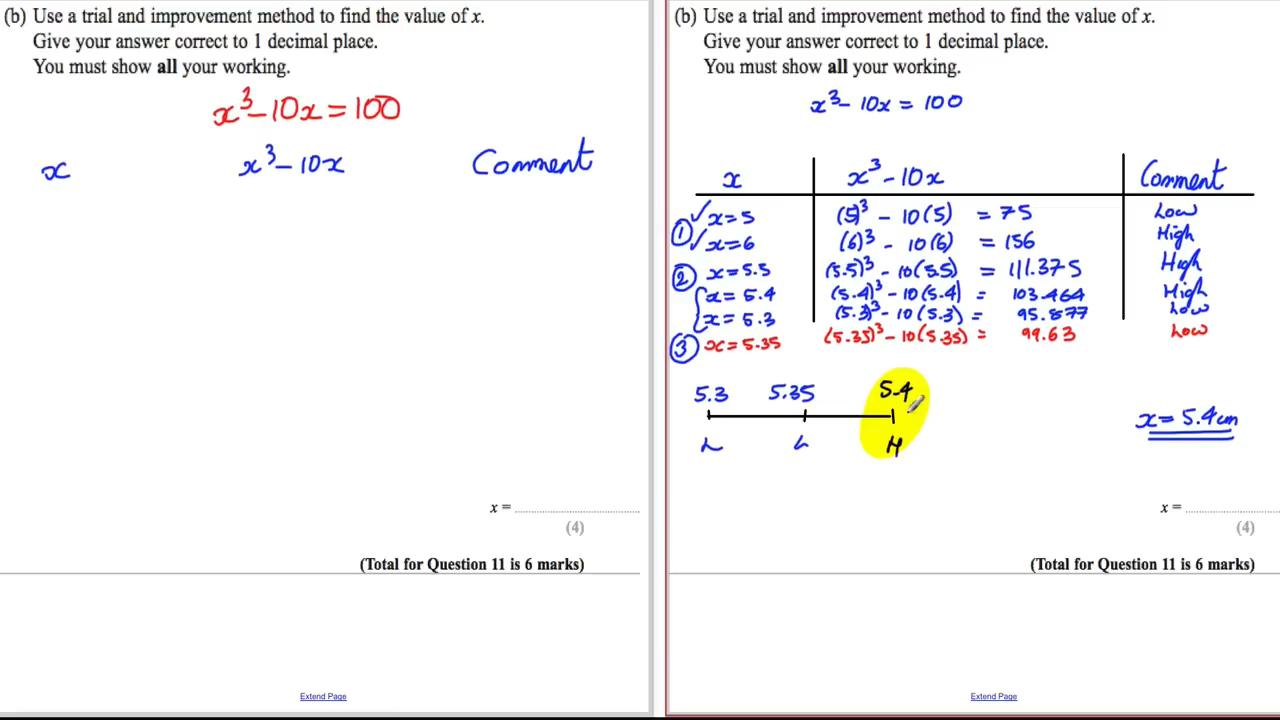 (b) Use a trial and improvement method to find the value of x.
Give your answer correct to 1 decimal place.
You must show all your working.
x³ - 10x = 100
x x³ - 10x Comment
x = ..............................
(4)
(Total for Question 11 is 6 marks)
Extend Page
(b) Use a trial and improvement method to find the value of x.
Give your answer correct to 1 decimal place.
You must show all your working.
x³ - 10x = 100
x x³ - 10x Comment
① ✓ x = 5 (5)³ - 10(5) = 75 Low
✓ x = 6 (6)³ - 10(6) = 156 High
② x = 5.5 (5.5)³ - 10(5.5) = 111.375 High
x = 5.4 (5.4)³ - 10(5.4) = 103.464 High
x = 5.3 (5.3)³ - 10(5.3) = 95.877 Low
③ x = 5.35 (5.35)³ - 10(5.35) = 99.63 Low
5.3 5.35 5.4
L L H
x = 5.4cm
x = ..............................
(4)
(Total for Question 11 is 6 marks)
Extend Page